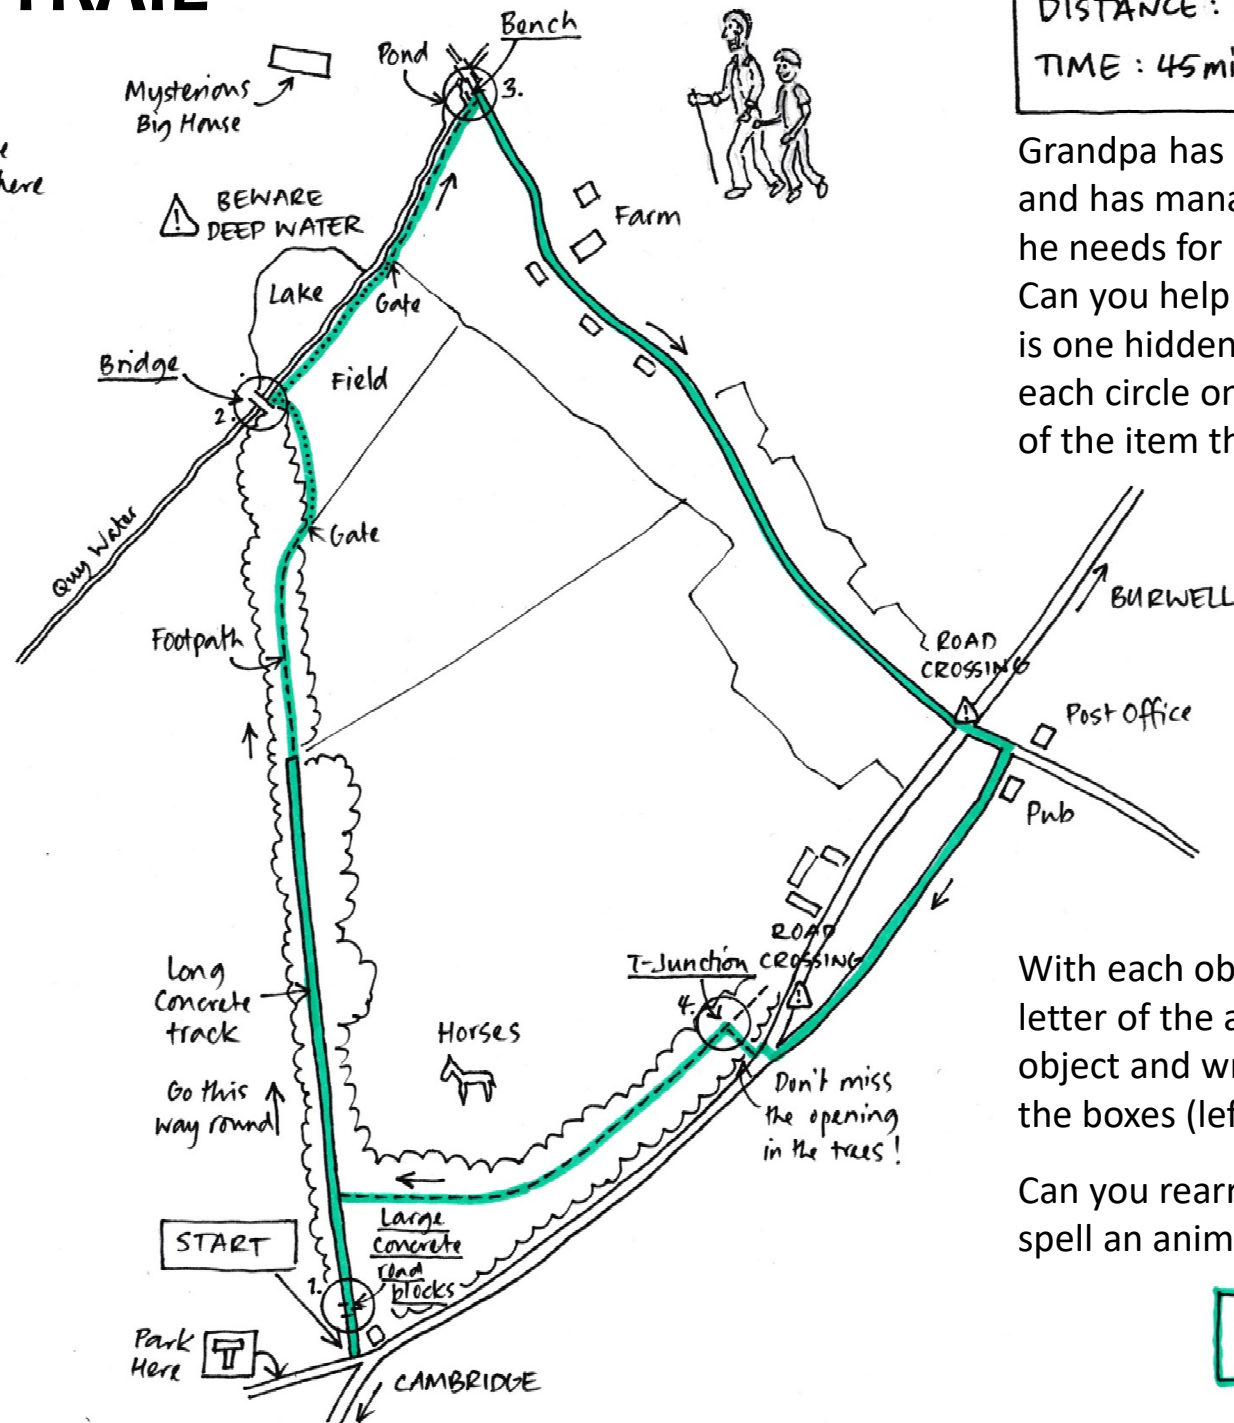 TRAIL
Bench
Pond
3.
Mysterious
Big House
here
BEWARE
DEEP WATER
Lake
Gate
Farm
Bridge
2.
Field
Quy Water
Gate
Footpath
Long
Concrete
track
Go this
way round
Horses
T-Junction
4.
ROAD
CROSSING
Don't miss
the opening
in the trees!
Large
Concrete
road
blocks
START
1.
Park
Here
CAMBRIDGE
ROAD
CROSSING
BURWELL
Post Office
Pub
DISTANCE:
TIME: 45 mi
Grandpa has
and has mana
he needs for
Can you help
is one hidden
each circle or
of the item th
With each ob
letter of the a
object and wr
the boxes (lef
Can you rearr
spell an anim